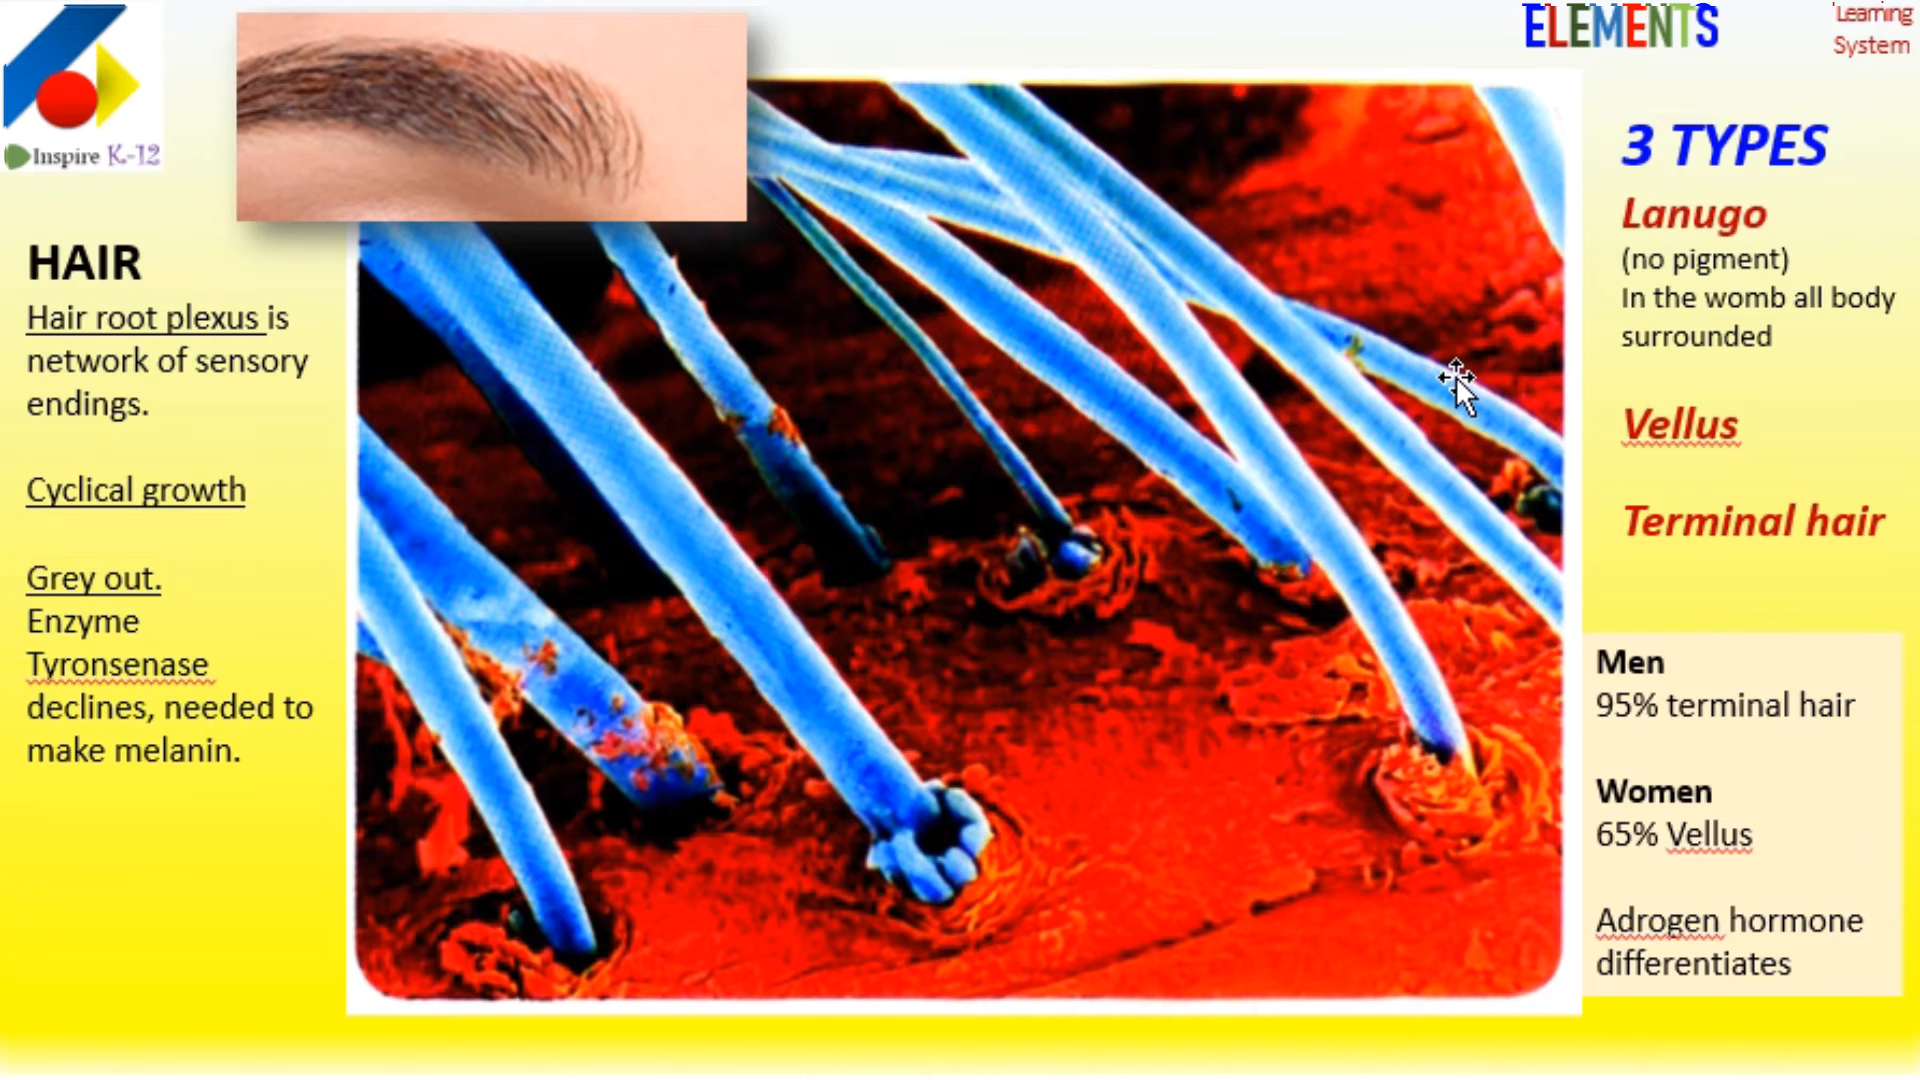 Inspire K-12
ELEMENTS
Learning
System
HAIR
Hair root plexus is
network of sensory
endings.
Cyclical growth
Grey out.
Enzyme
Tyronsenase
declines, needed to
make melanin.
3 TYPES
Lanugo
(no pigment)
In the womb all body
surrounded
Vellus
Terminal hair
Men
95% terminal hair
Women
65% Vellus
Adrogen hormone
differentiates